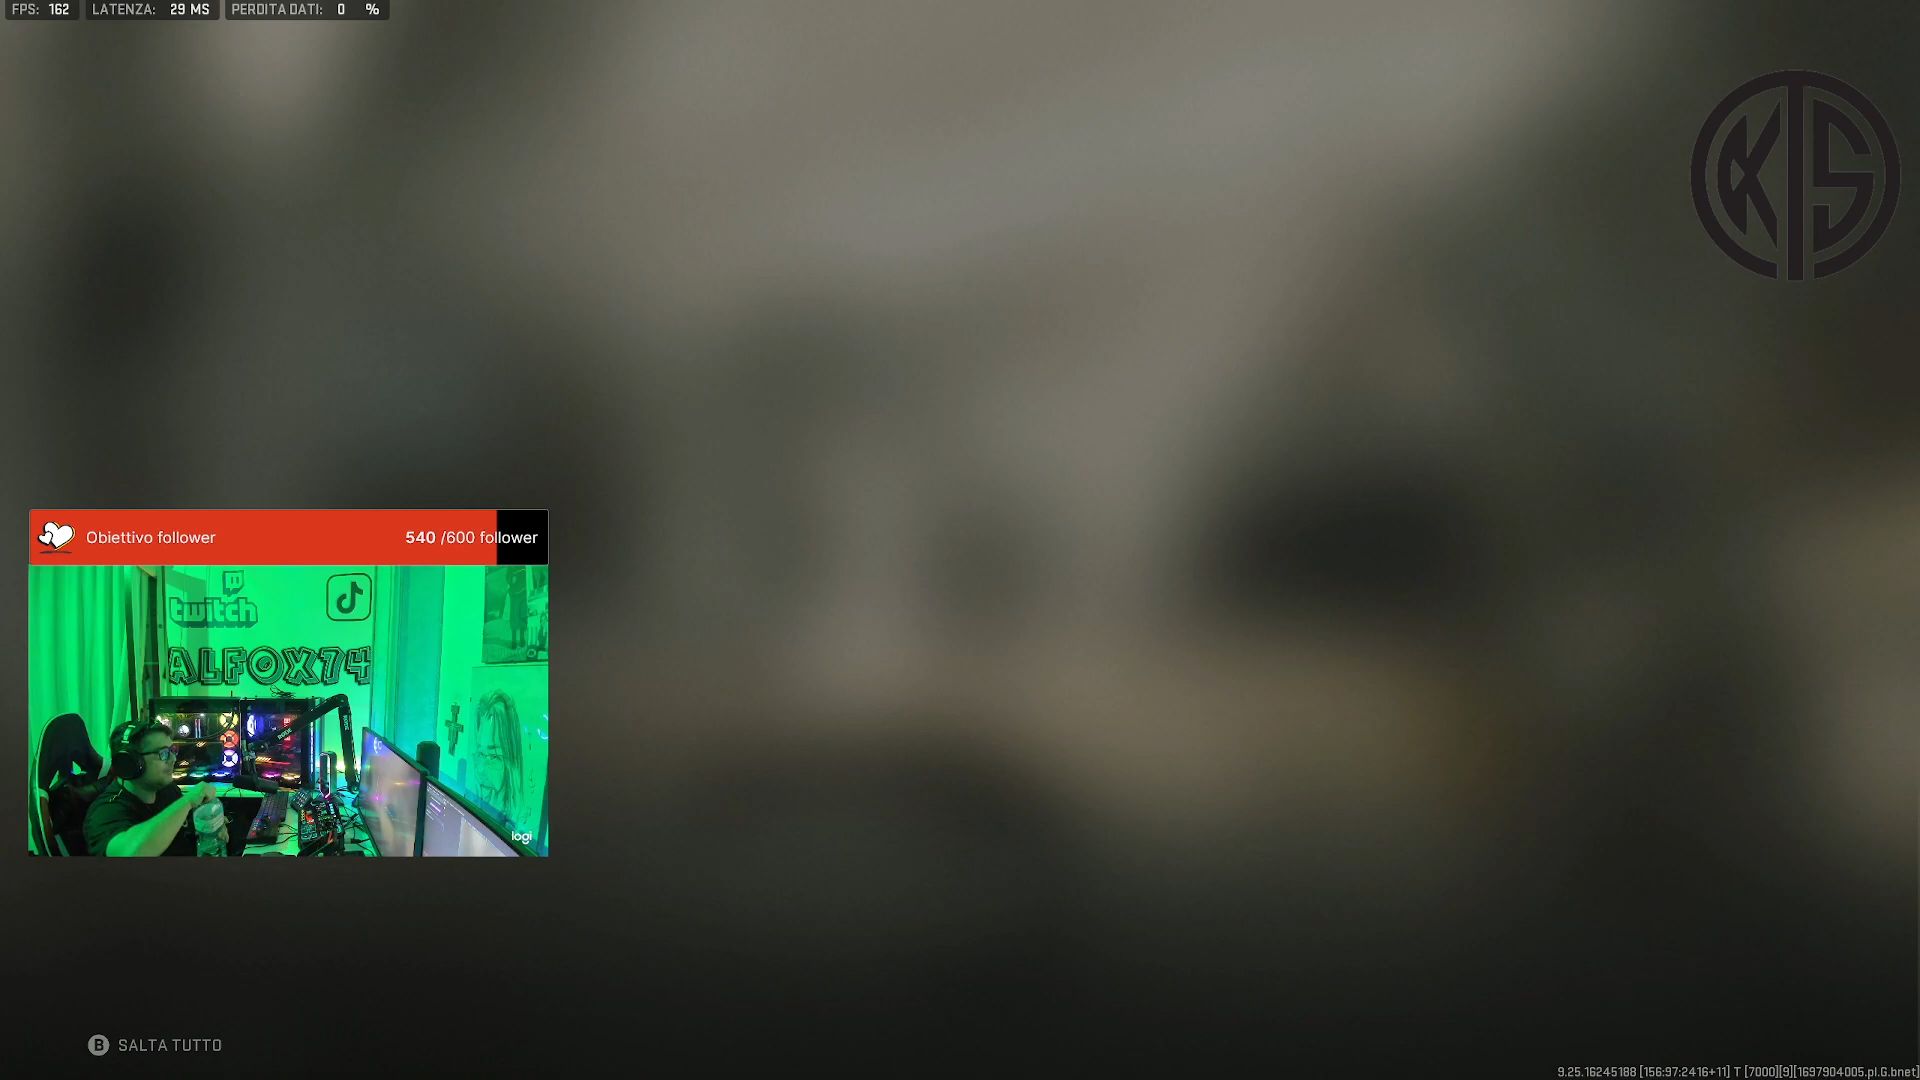 FPS: 162 LATENZA: 29 MS PERDITA DATI: 0 %
KTS
Obiettivo follower 540 /600 follower
twitch
ALFOX74
logi
B SALTA TUTTO
9.25.16245188 [156:97:2416+11] T [7000][9][1697904005.pl.G.bnet]